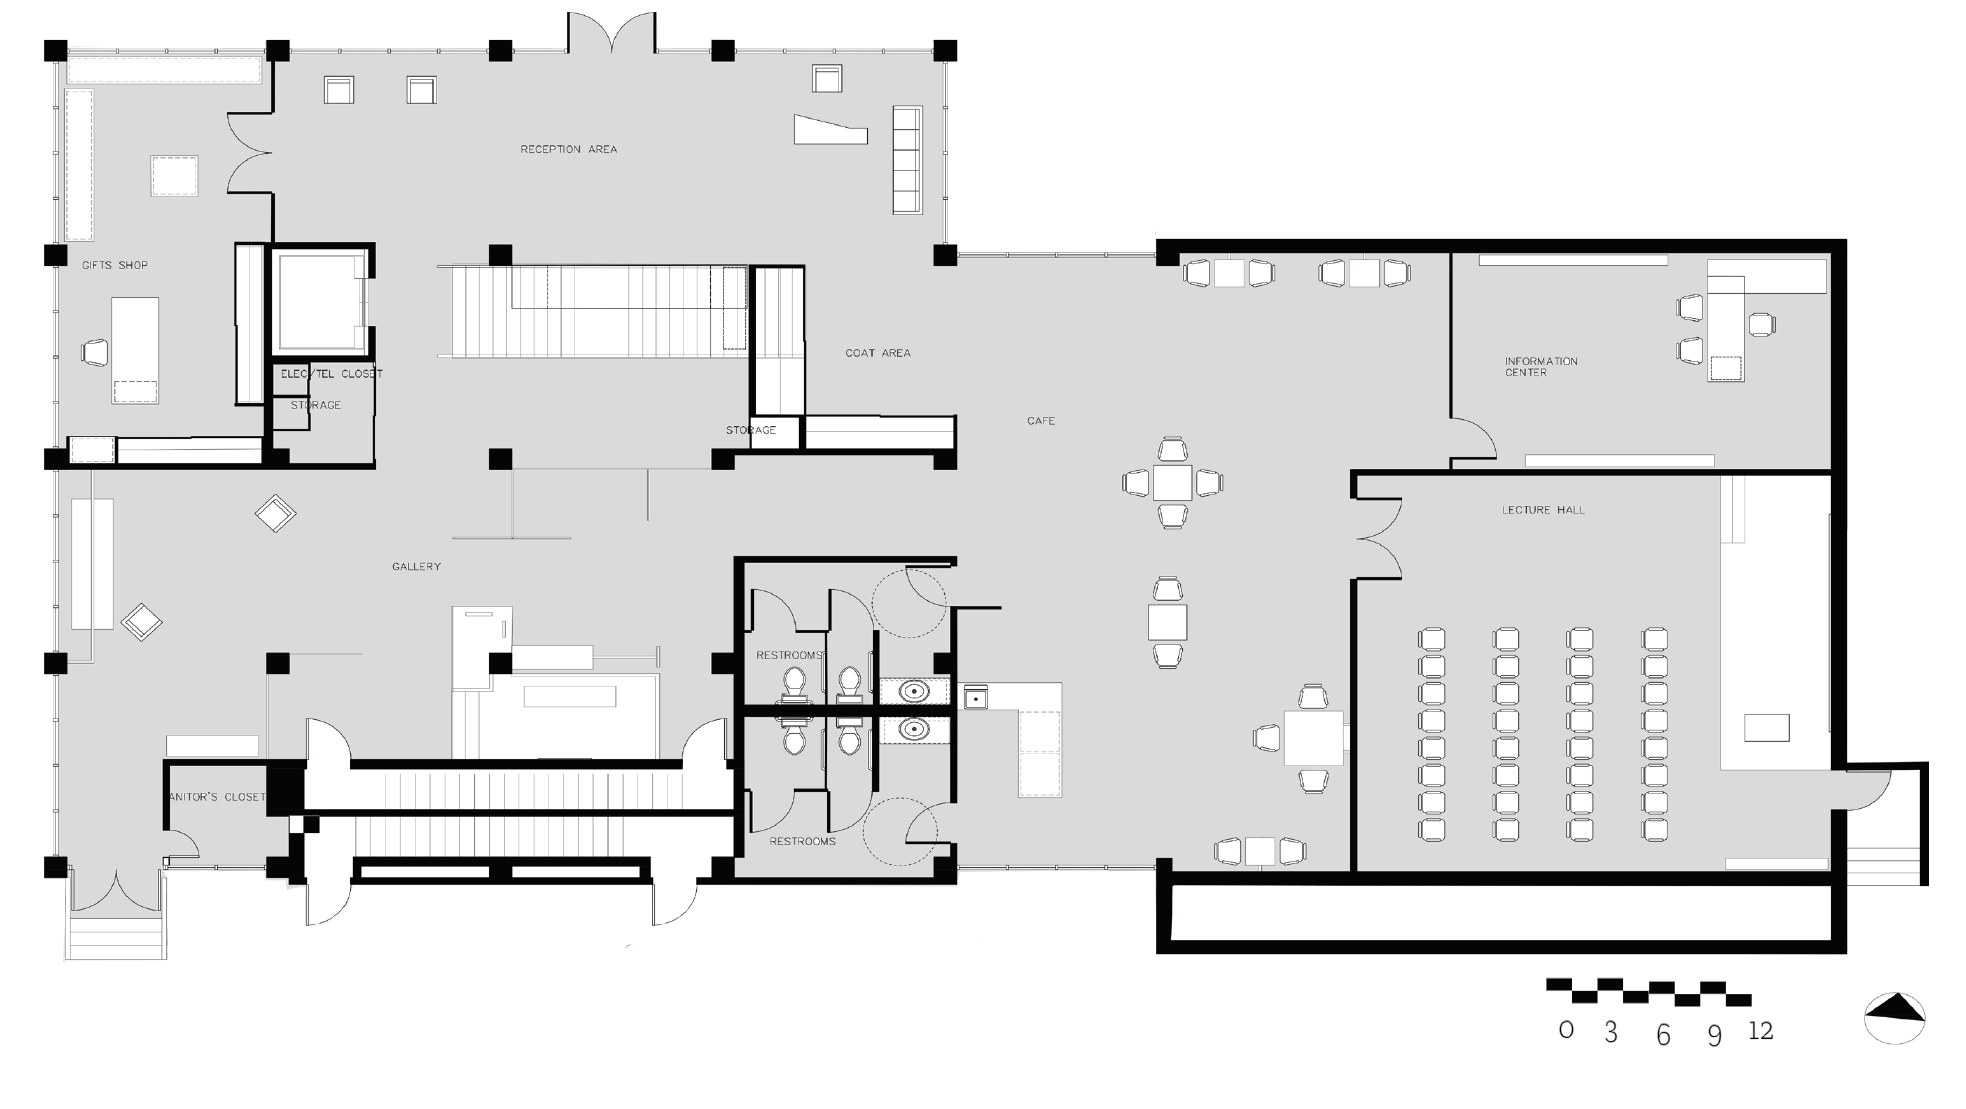 RECEPTION AREA
GIFTS SHOP
COAT AREA
ELEC/TEL CLOSET
STORAGE
STORAGE
CAFE
INFORMATION
CENTER
LECTURE HALL
GALLERY
RESTROOMS
ANITOR'S CLOSET
RESTROOMS
0 3 6 9 12